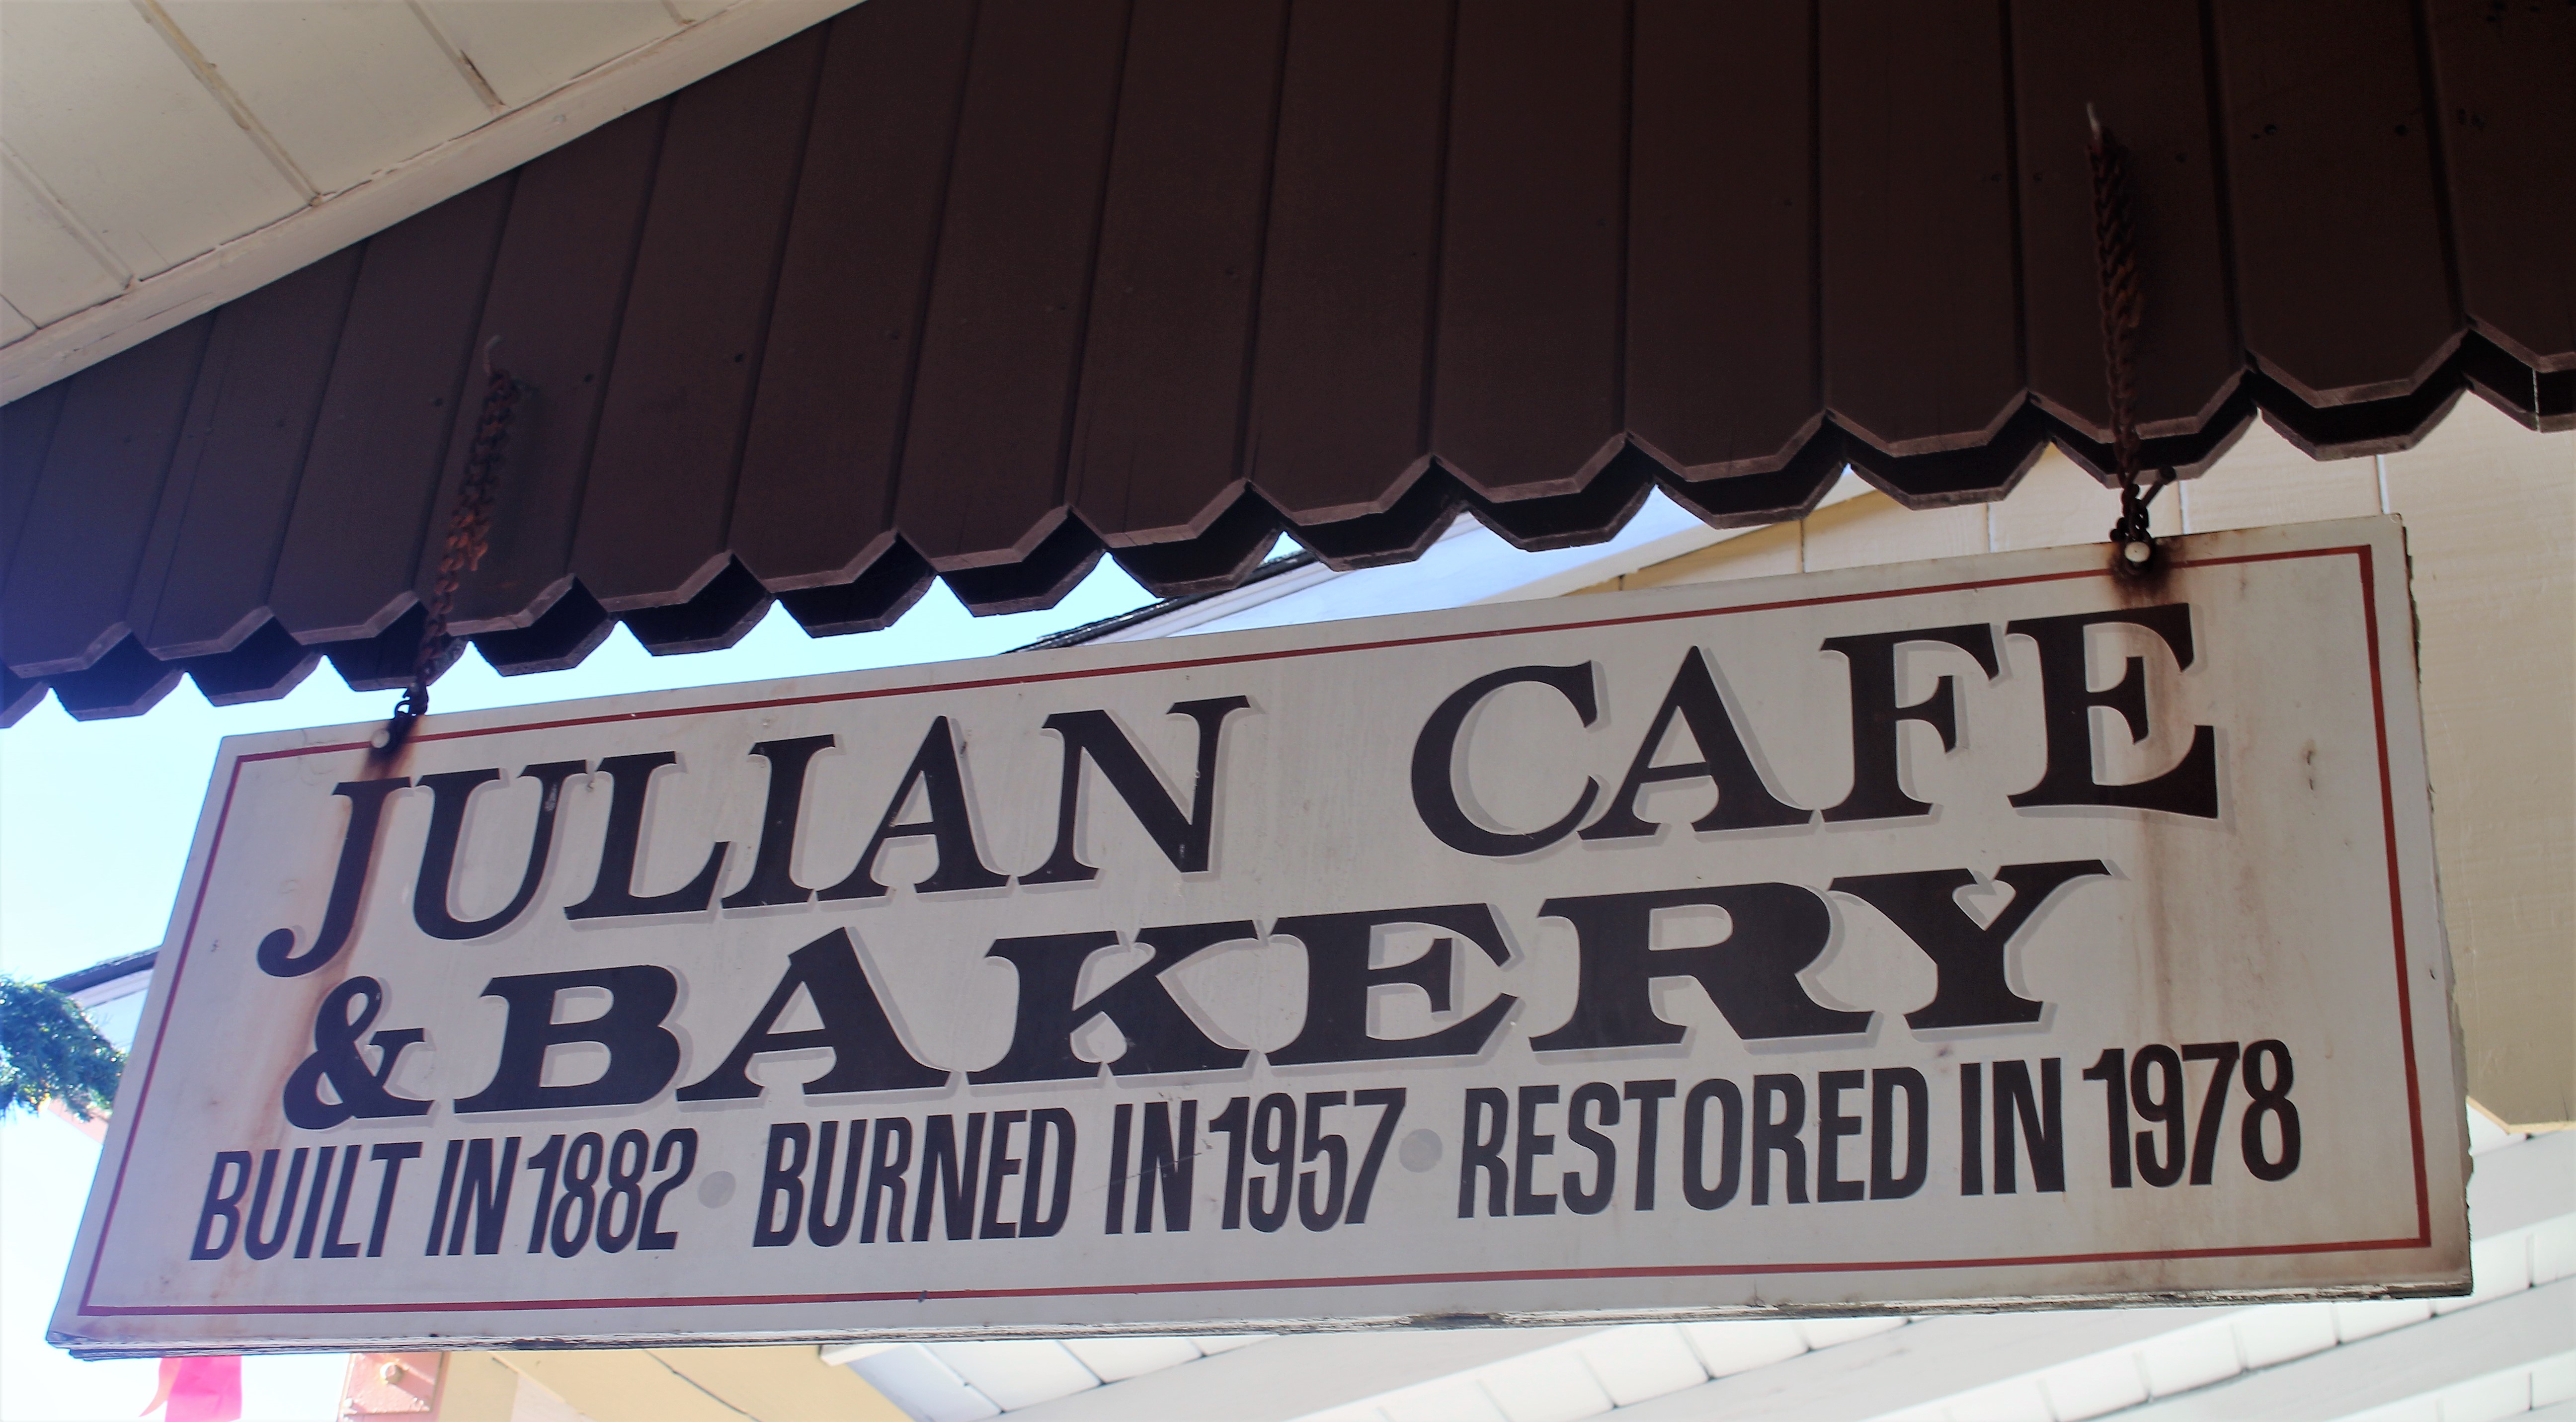 JULIAN CAFE
& BAKERY
BUILT IN 1882 • BURNED IN 1957 • RESTORED IN 1978